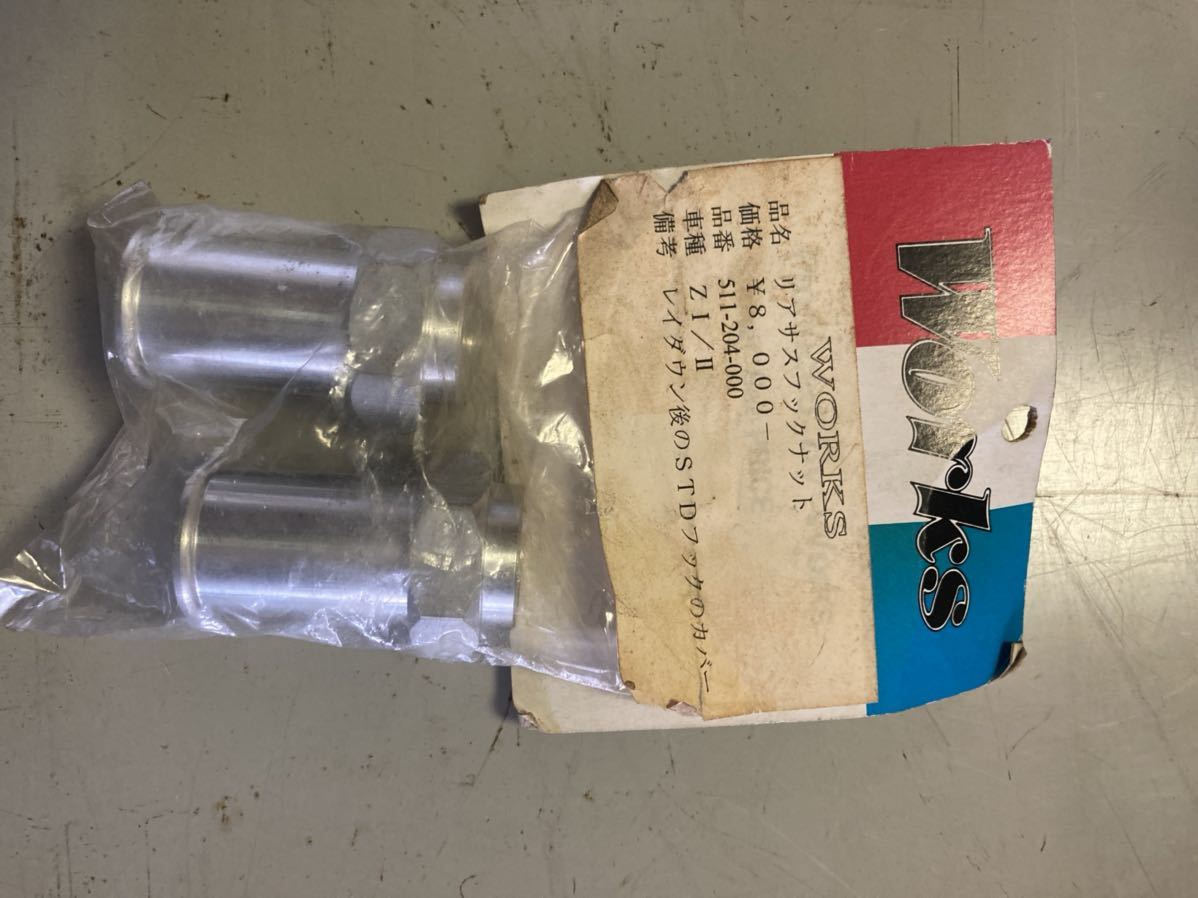 Works
WORKS
品名 リアサスフックナット
価格 ¥8,000−
品番 511-204-000
車種 ZI/II
備考 レイダウン後のSTDフックのカバー